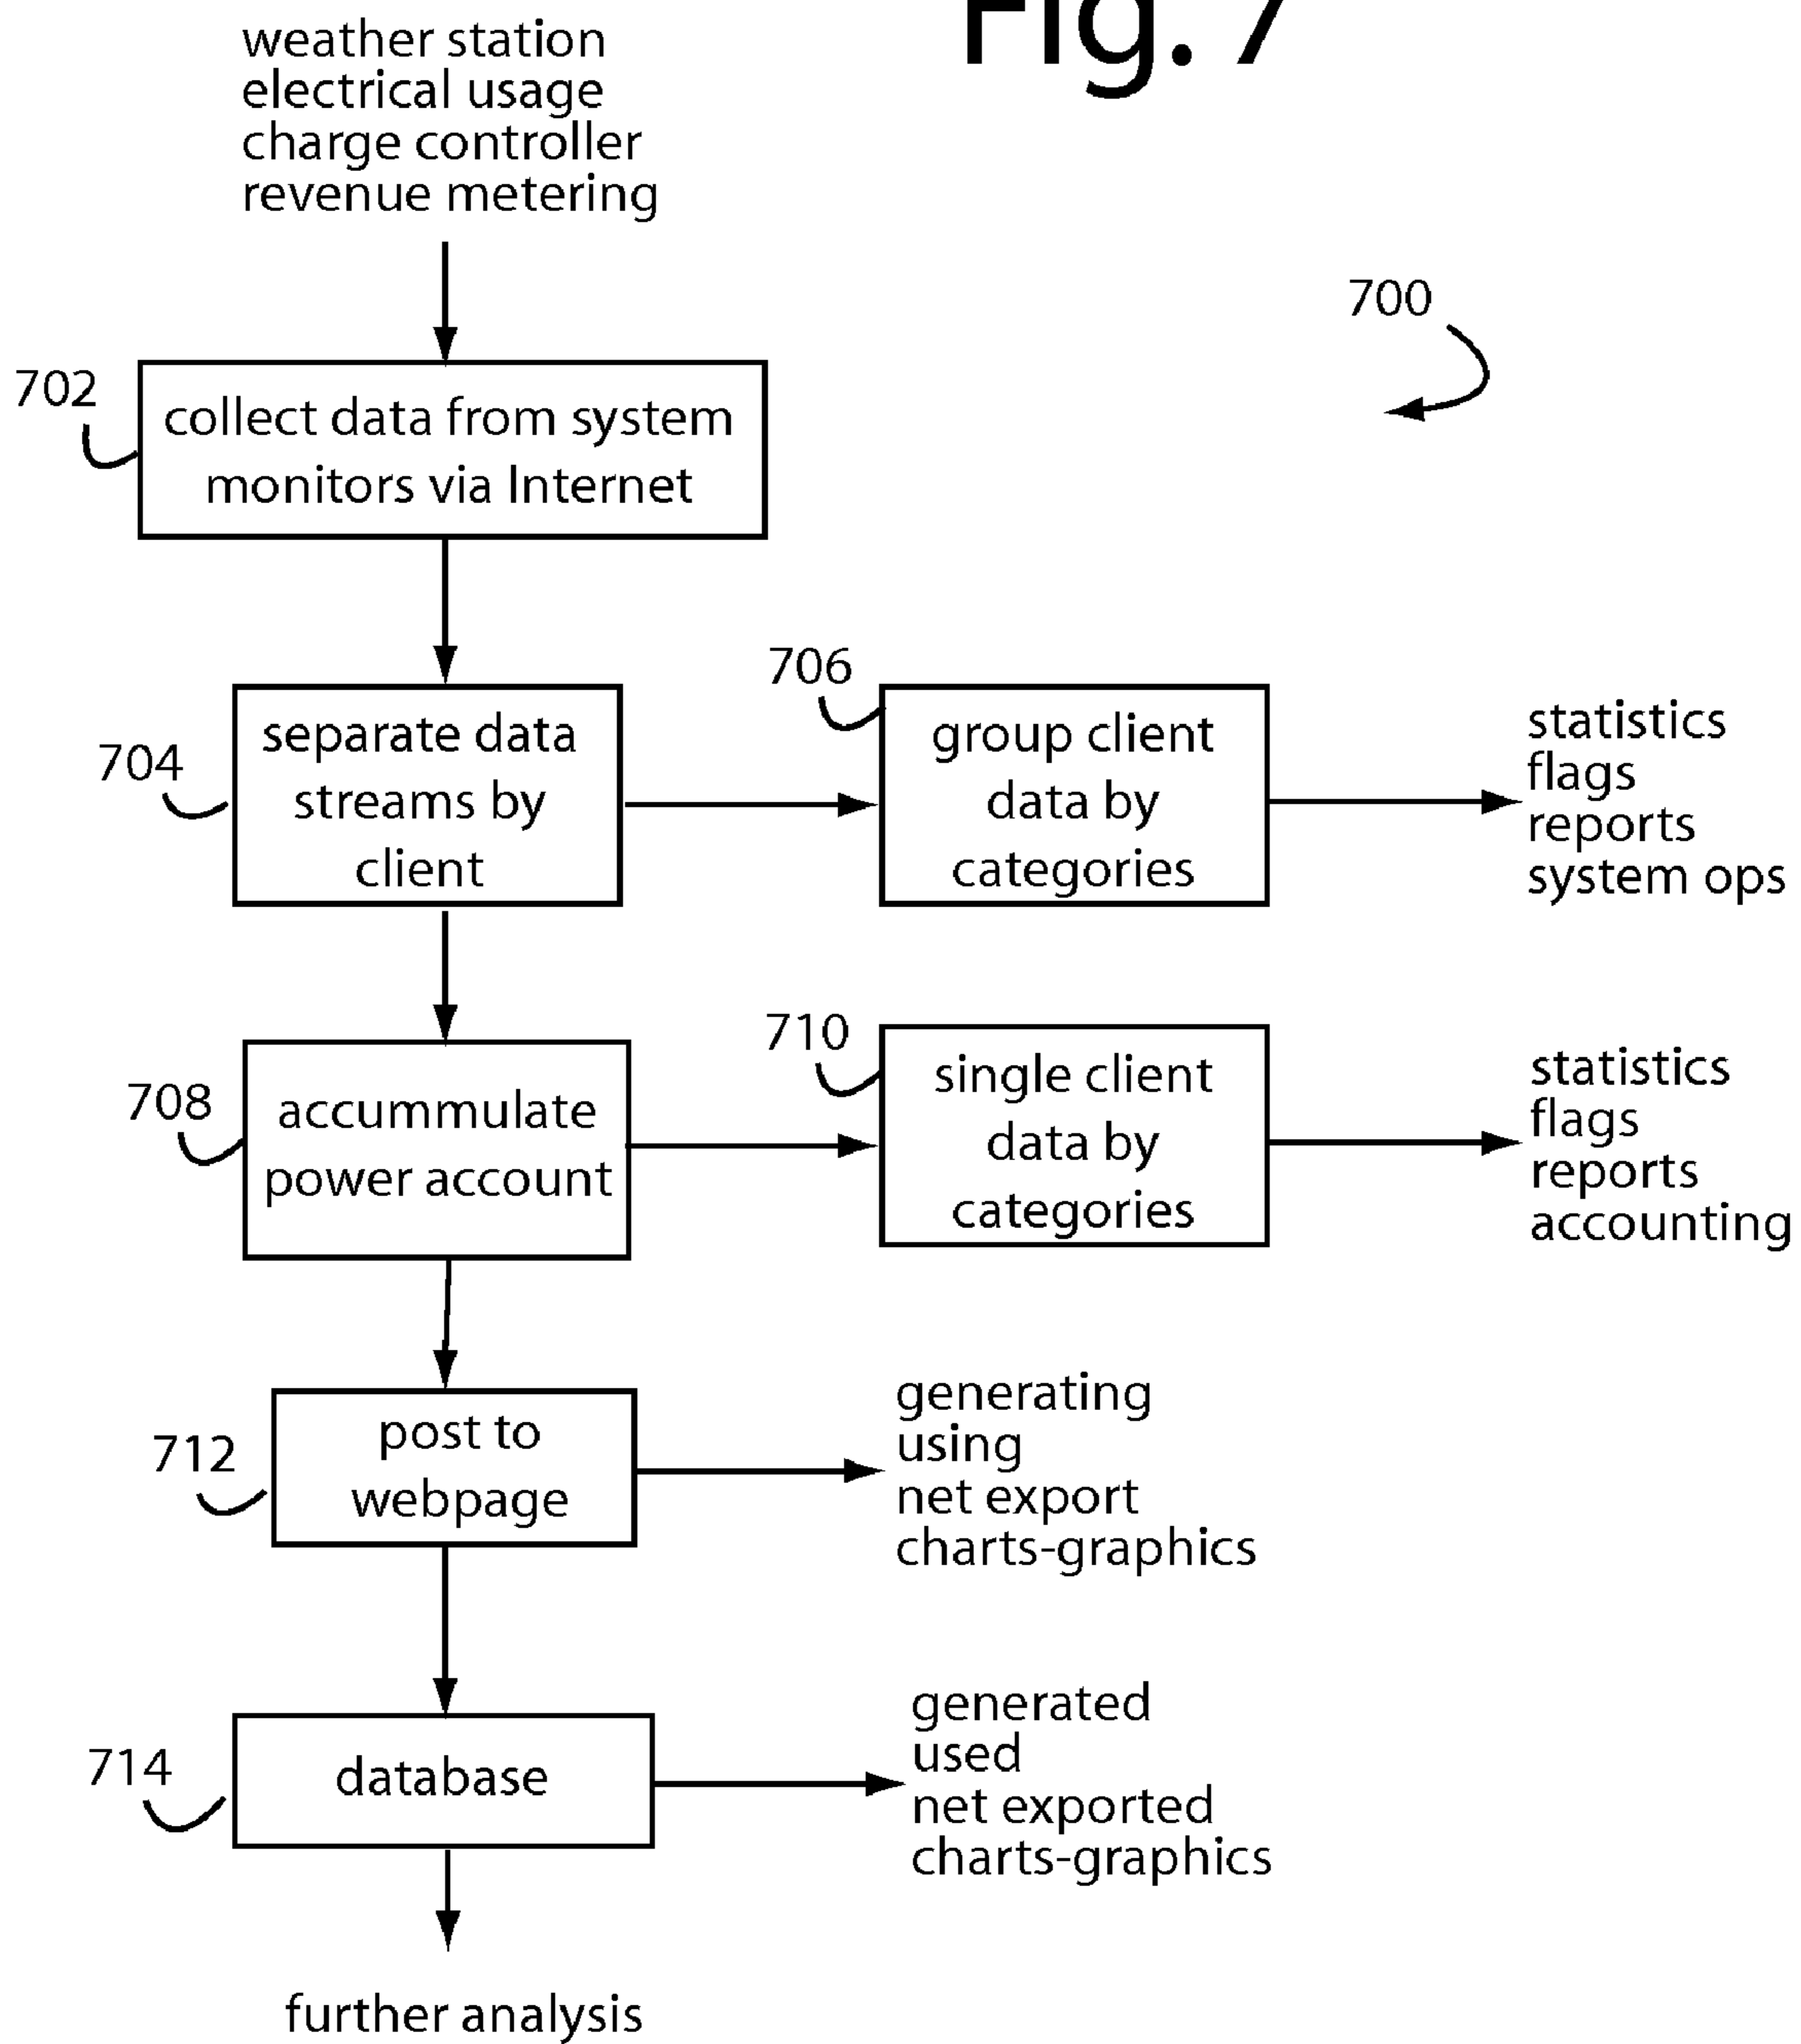 Fig. 7
weather station
electrical usage
charge controller
revenue metering
700
702
collect data from system
monitors via Internet
704
separate data
streams by
client
706
group client
data by
categories
statistics
flags
reports
system ops
708
accummulate
power account
710
single client
data by
categories
statistics
flags
reports
accounting
712
post to
webpage
generating
using
net export
charts-graphics
714
database
generated
used
net exported
charts-graphics
further analysis